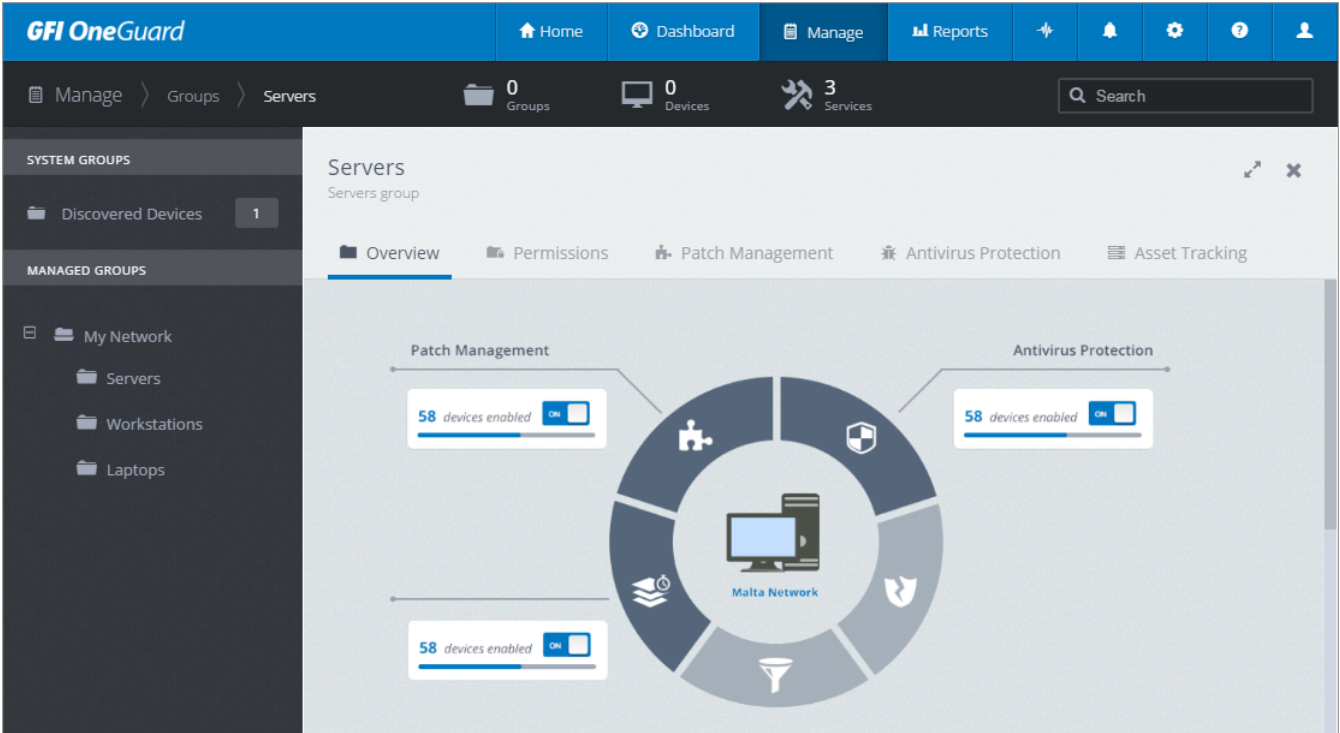 GFI OneGuard
Home
Dashboard
Manage
Reports
Manage
Groups
Servers
0
Groups
0
Devices
3
Services
Search
SYSTEM GROUPS
Discovered Devices
1
MANAGED GROUPS
My Network
Servers
Workstations
Laptops
Servers
Servers group
Overview
Permissions
Patch Management
Antivirus Protection
Asset Tracking
Patch Management
58 devices enabled ON
Antivirus Protection
58 devices enabled ON
Malta Network
58 devices enabled ON